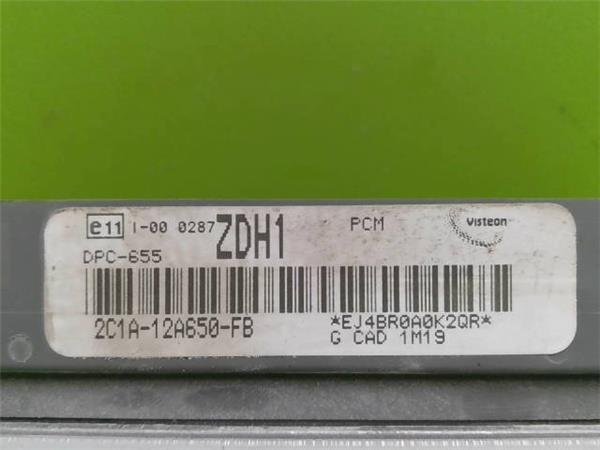 e11 I-00 0287 ZDH1 PCM Visteon
DPC-655
2C1A-12A650-FB *EJ4BR0A0K2QR*
G CAD 1M19